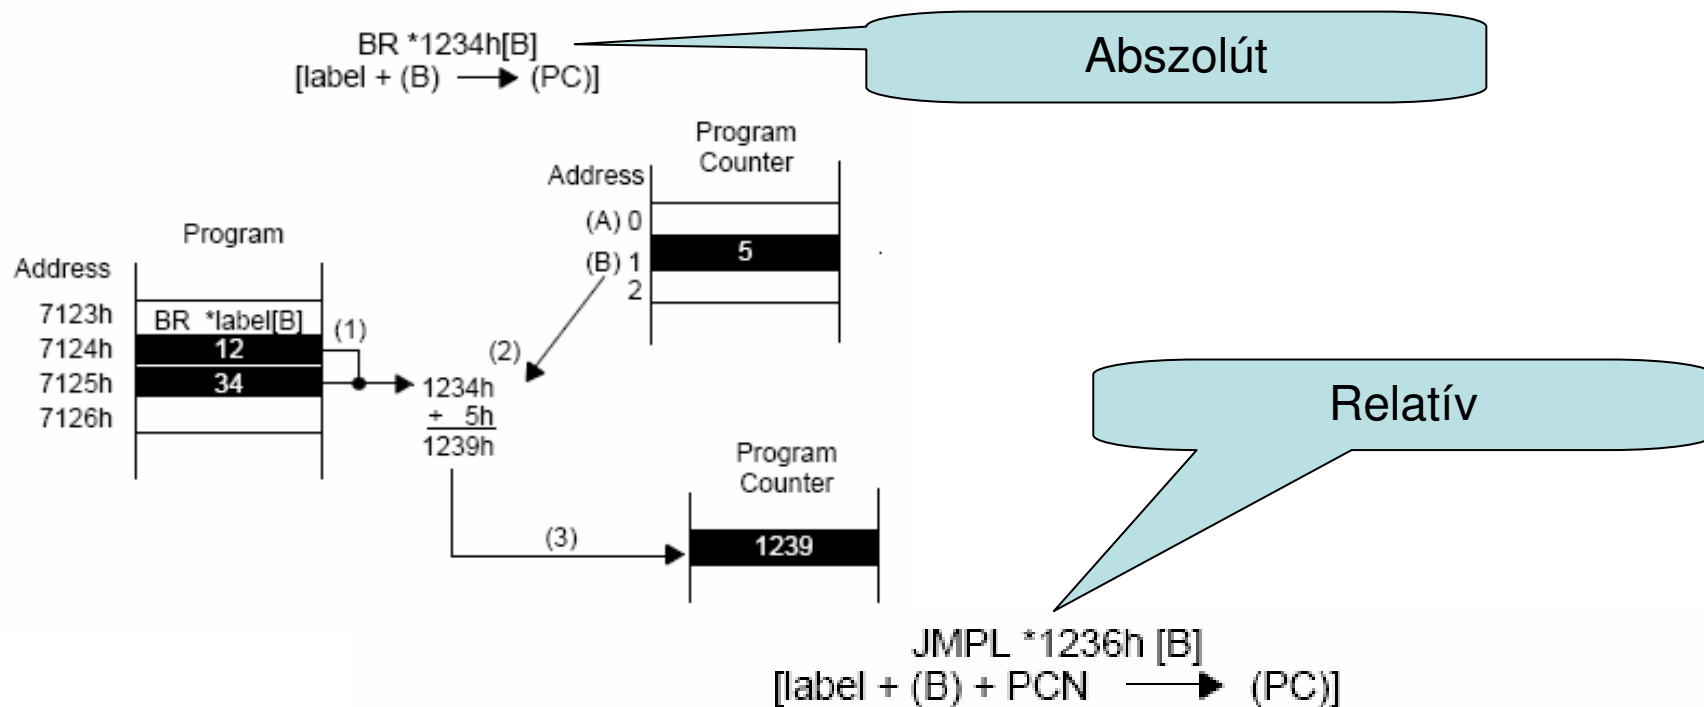 BR *1234h[B]
[label + (B) → (PC)]
Abszolút
Program
Counter
Address
(A) 0
(B) 1
2
5
Program
Address
7123h
7124h
7125h
7126h
BR *label[B]
12
34
(1)
(2)
1234h
+ 5h
1239h
(3)
Program
Counter
1239
Relatív
JMPL *1236h [B]
[label + (B) + PCN → (PC)]